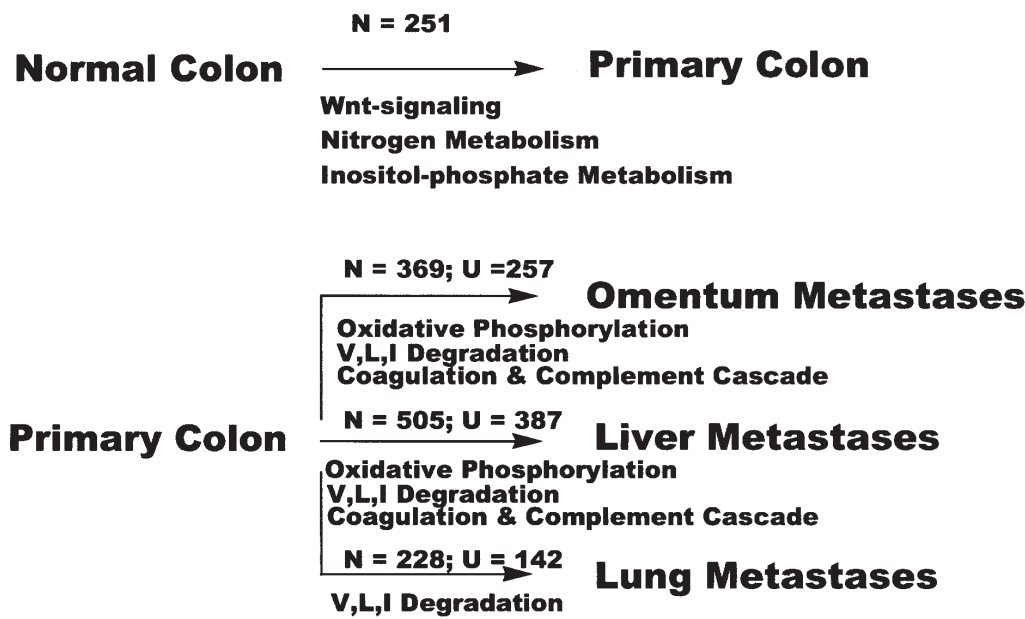 N = 251
Normal Colon
Primary Colon
Wnt-signaling
Nitrogen Metabolism
Inositol-phosphate Metabolism
N = 369; U =257
Omentum Metastases
Oxidative Phosphorylation
V,L,I Degradation
Coagulation & Complement Cascade
N = 505; U = 387
Primary Colon
Liver Metastases
Oxidative Phosphorylation
V,L,I Degradation
Coagulation & Complement Cascade
N = 228; U = 142
Lung Metastases
V,L,I Degradation